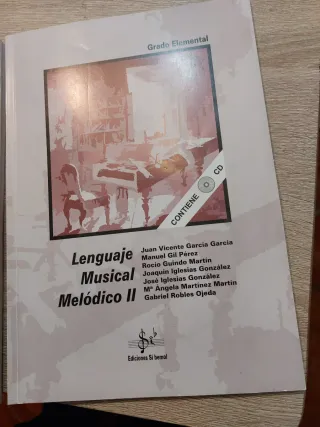 Grado Elemental
CONTIENE CD
Lenguaje
Musical
Melódico II
Juan Vicente García García
Manuel Gil Pérez
Rocío Guindo Martín
Joaquín Iglesias González
José Iglesias González
Mª Ángela Martínez Martín
Gabriel Robles Ojeda
Ediciones Si bemol